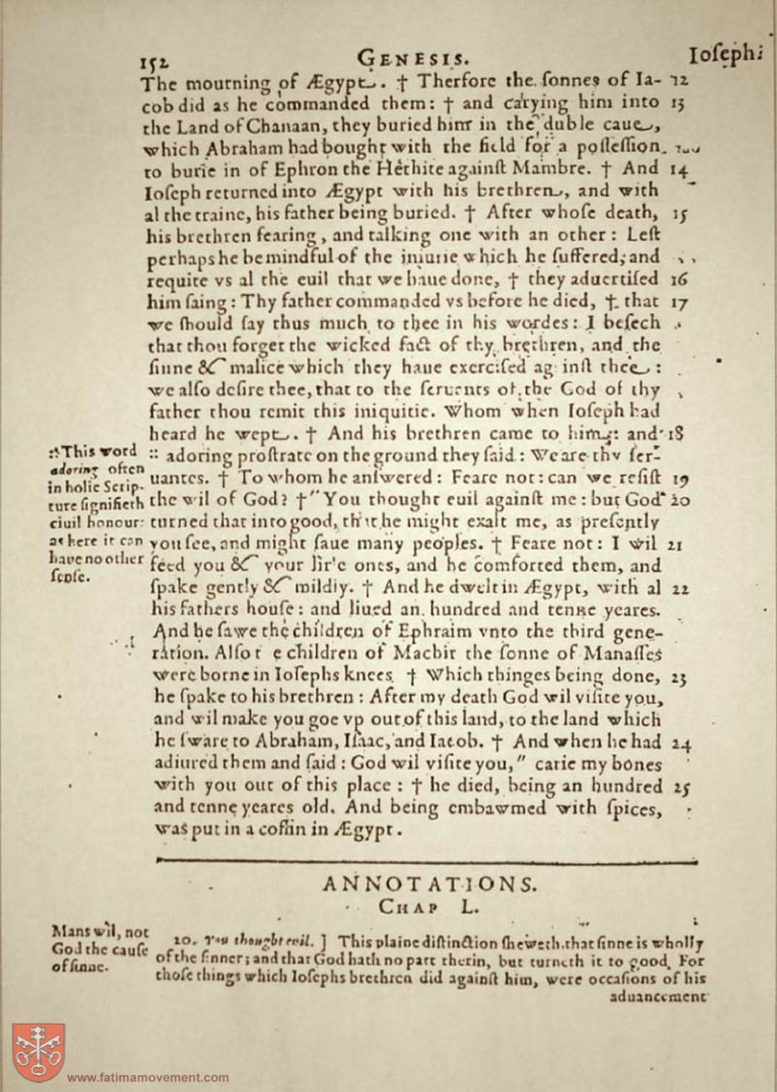 152 GENESIS. Ioseph:
The mourning of Ægypt. † Therfore the sonnes of Ia- 12
cob did as he commanded them: † and carying him into 13
the Land of Chanaan, they buried him in the duble caue,
which Abraham had bought with the field for a possession
to burie in of Ephron the Hethite against Mambre. † And 14
Ioseph returned into Ægypt with his brethren, and with
al the traine, his father being buried. † After whose death, 15
his brethren fearing, and talking one with an other: Lest
perhaps he be mindful of the iniurie which he suffered, and
requite vs al the euil that we haue done, † they aduertised 16
him saing: Thy father commanded vs before he died, † that 17
we should say thus much to thee in his wordes: I besech
that thou forget the wicked fact of thy brethren, and the
sinne & malice which they haue exercised against thee:
we also desire thee, that to the seruents of the God of thy
father thou remit this iniquitie. Whom when Ioseph had
heard he wept. † And his brethren came to him: and 18
:: adoring prostrate on the ground they said: We are thy ser-
uantes. † To whom he answered: Feare not: can we resist 19
the wil of God? † "You thought euil against me: but God 20
turned that into good, that he might exalt me, as presently
you see, and might saue many peoples. † Feare not: I wil 21
feed you & your litle ones, and he comforted them, and
spake gently & mildly. † And he dwelt in Ægypt, with al 22
his fathers house: and liued an hundred and tenne yeares.
And he sawe the children of Ephraim vnto the third gene-
ration. Also the children of Machir the sonne of Manasses
were borne in Iosephs knees. † Which thinges being done, 23
he spake to his brethren: After my death God wil visite you,
and wil make you goe vp out of this land, to the land which
he sware to Abraham, Isaac, and Iacob. † And when he had 24
adiured them and said: God wil visite you, " carie my bones
with you out of this place: † he died, being an hundred 25
and tenne yeares old. And being embawmed with spices,
was put in a coffin in Ægypt.
:: This word
adoring often
in holie Scrip-
ture signifieth
ciuil honour:
as here it can
haue no other
sense.
ANNOTATIONS.
CHAP L.
Mans wil, not
God the cause
of sinne.
20. You thought euil. ] This plaine distinction sheweth that sinne is wholly
of the sinner; and that God hath no part therin, but turneth it to good. For
those things which Iosephs brethren did against him, were occasions of his
aduancement
www.fatimamovement.com